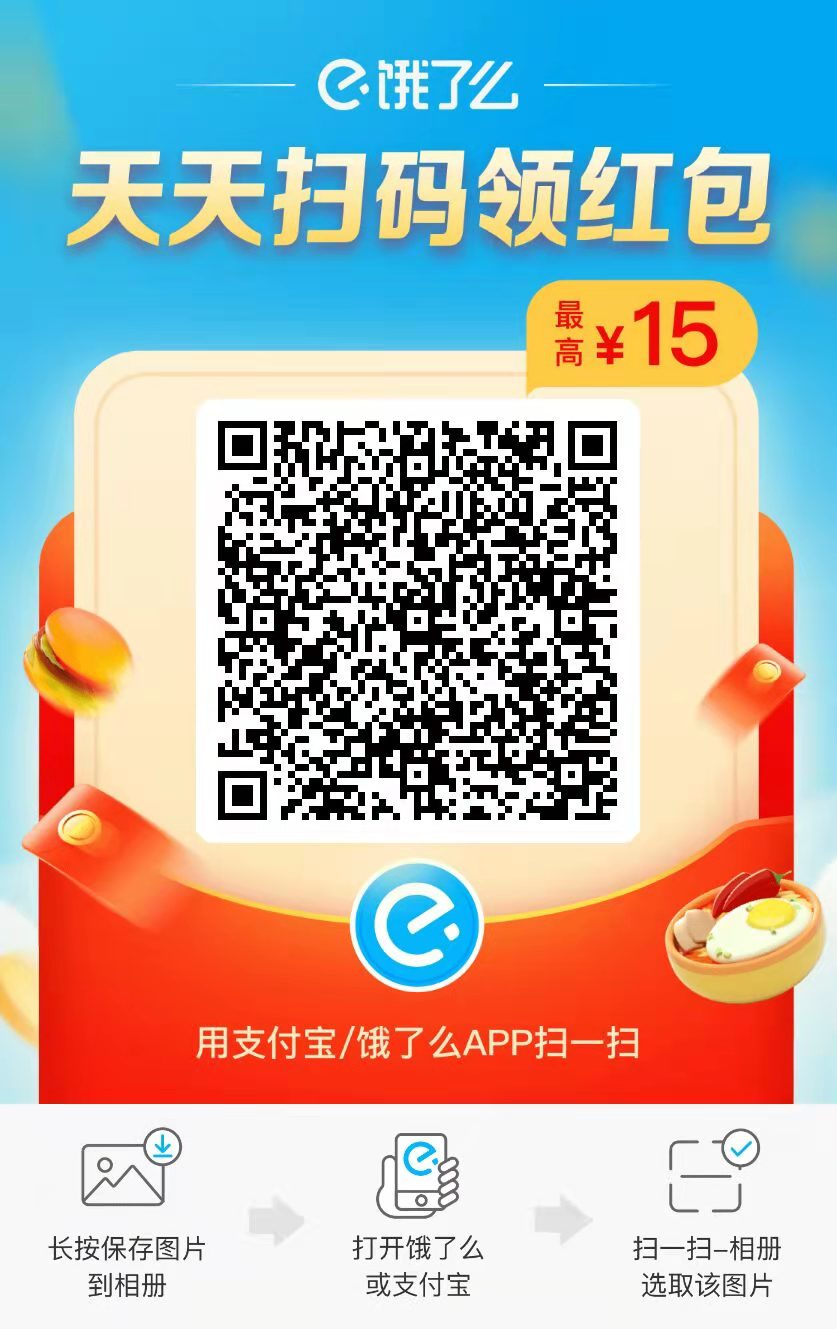 饿了么
天天扫码领红包
最高 ¥15
用支付宝/饿了么APP扫一扫
长按保存图片
到相册
打开饿了么
或支付宝
扫一扫-相册
选取该图片